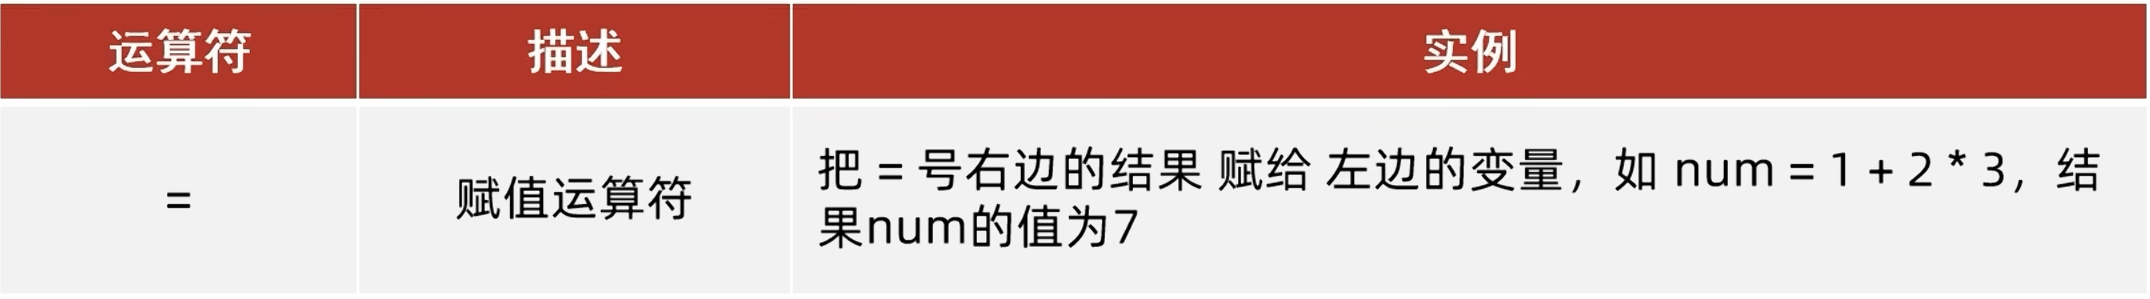 运算符 描述 实例
= 赋值运算符 把 = 号右边的结果 赋给 左边的变量，如 num = 1 + 2 * 3，结
果num的值为7